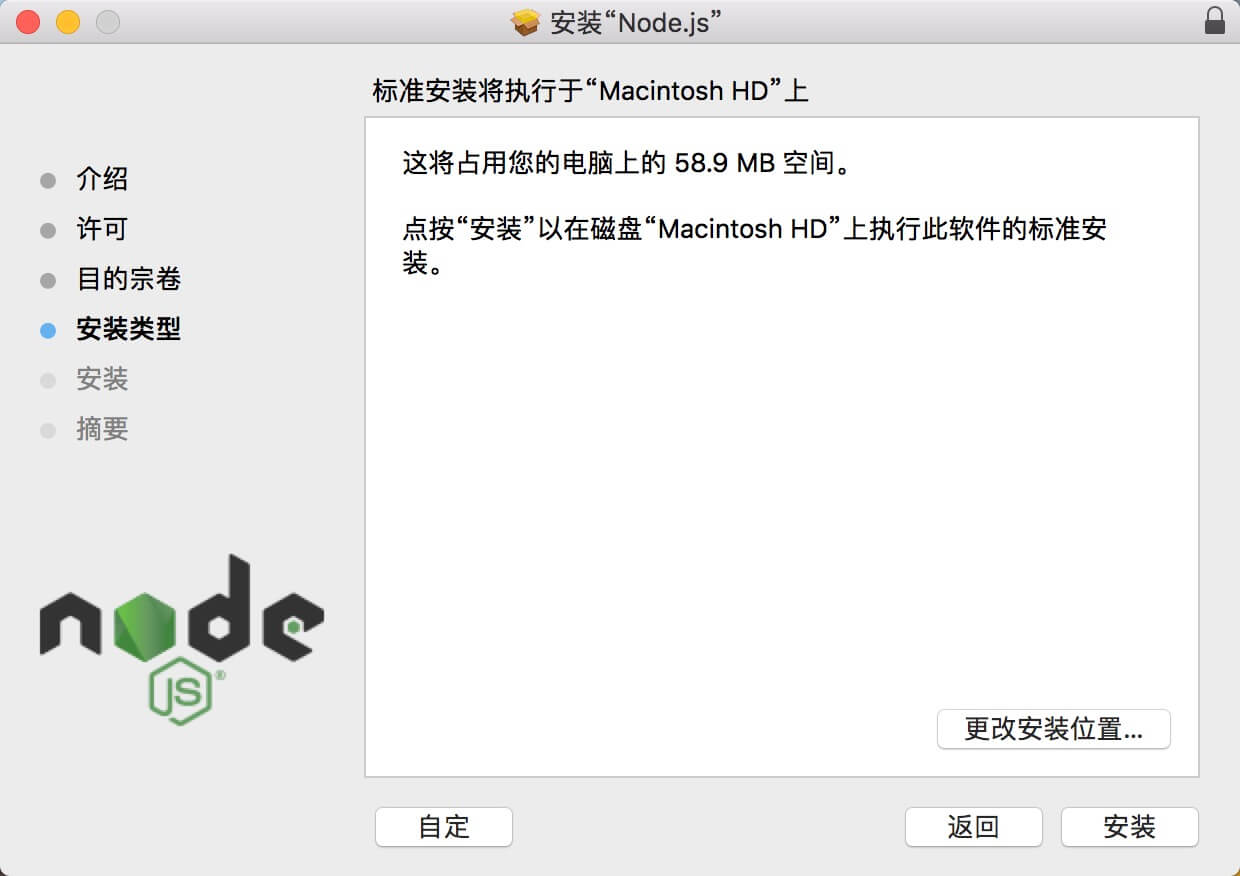 安装“Node.js”
标准安装将执行于“Macintosh HD”上
介绍
许可
目的宗卷
安装类型
安装
摘要
这将占用您的电脑上的 58.9 MB 空间。
点按“安装”以在磁盘“Macintosh HD”上执行此软件的标准安
装。
node
JS®
更改安装位置...
自定
返回
安装